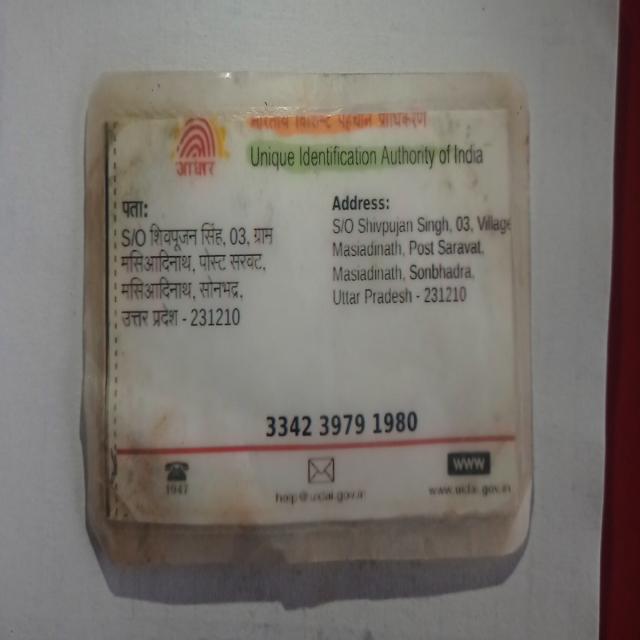 भारतीय विशिष्ट पहचान प्राधिकरण
Unique Identification Authority of India
आधार
पता:
S/O शिवपूजन सिंह, 03, ग्राम
मसिआदिनाथ, पोस्ट सरवट,
मसिआदिनाथ, सोनभद्र,
उत्तर प्रदेश - 231210
Address:
S/O Shivpujan Singh, 03, Village
Masiadinath, Post Saravat,
Masiadinath, Sonbhadra,
Uttar Pradesh - 231210
3342 3979 1980
1947
help@uidai.gov.in
WWW
www.uidai.gov.in